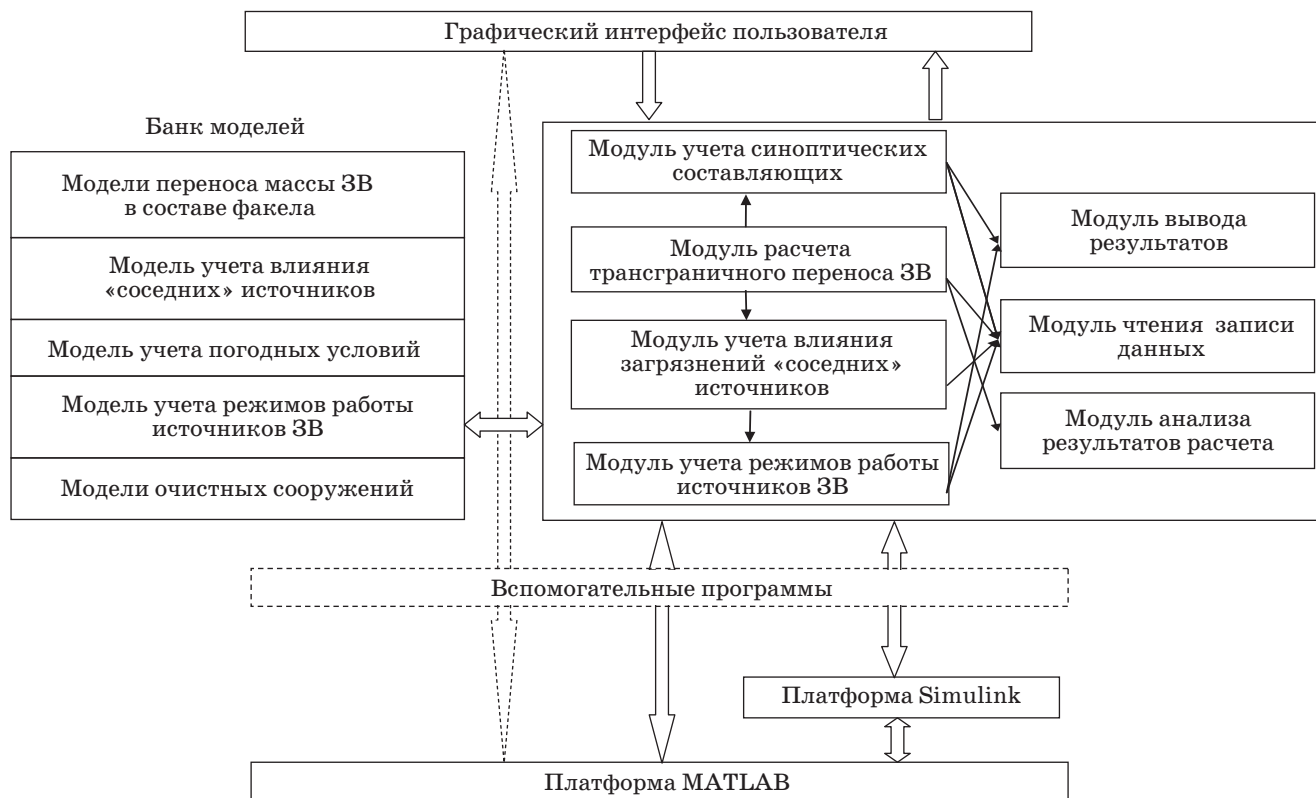 Графический интерфейс пользователя
Банк моделей
Модели переноса массы ЗВ
в составе факела
Модель учета влияния
«соседних» источников
Модель учета погодных условий
Модель учета режимов работы
источников ЗВ
Модели очистных сооружений
Модуль учета синоптических
составляющих
Модуль расчета
трансграничного переноса ЗВ
Модуль учета влияния
загрязнений «соседних»
источников
Модуль учета режимов работы
источников ЗВ
Модуль вывода
результатов
Модуль чтения записи
данных
Модуль анализа
результатов расчета
Вспомогательные программы
Платформа Simulink
Платформа MATLAB